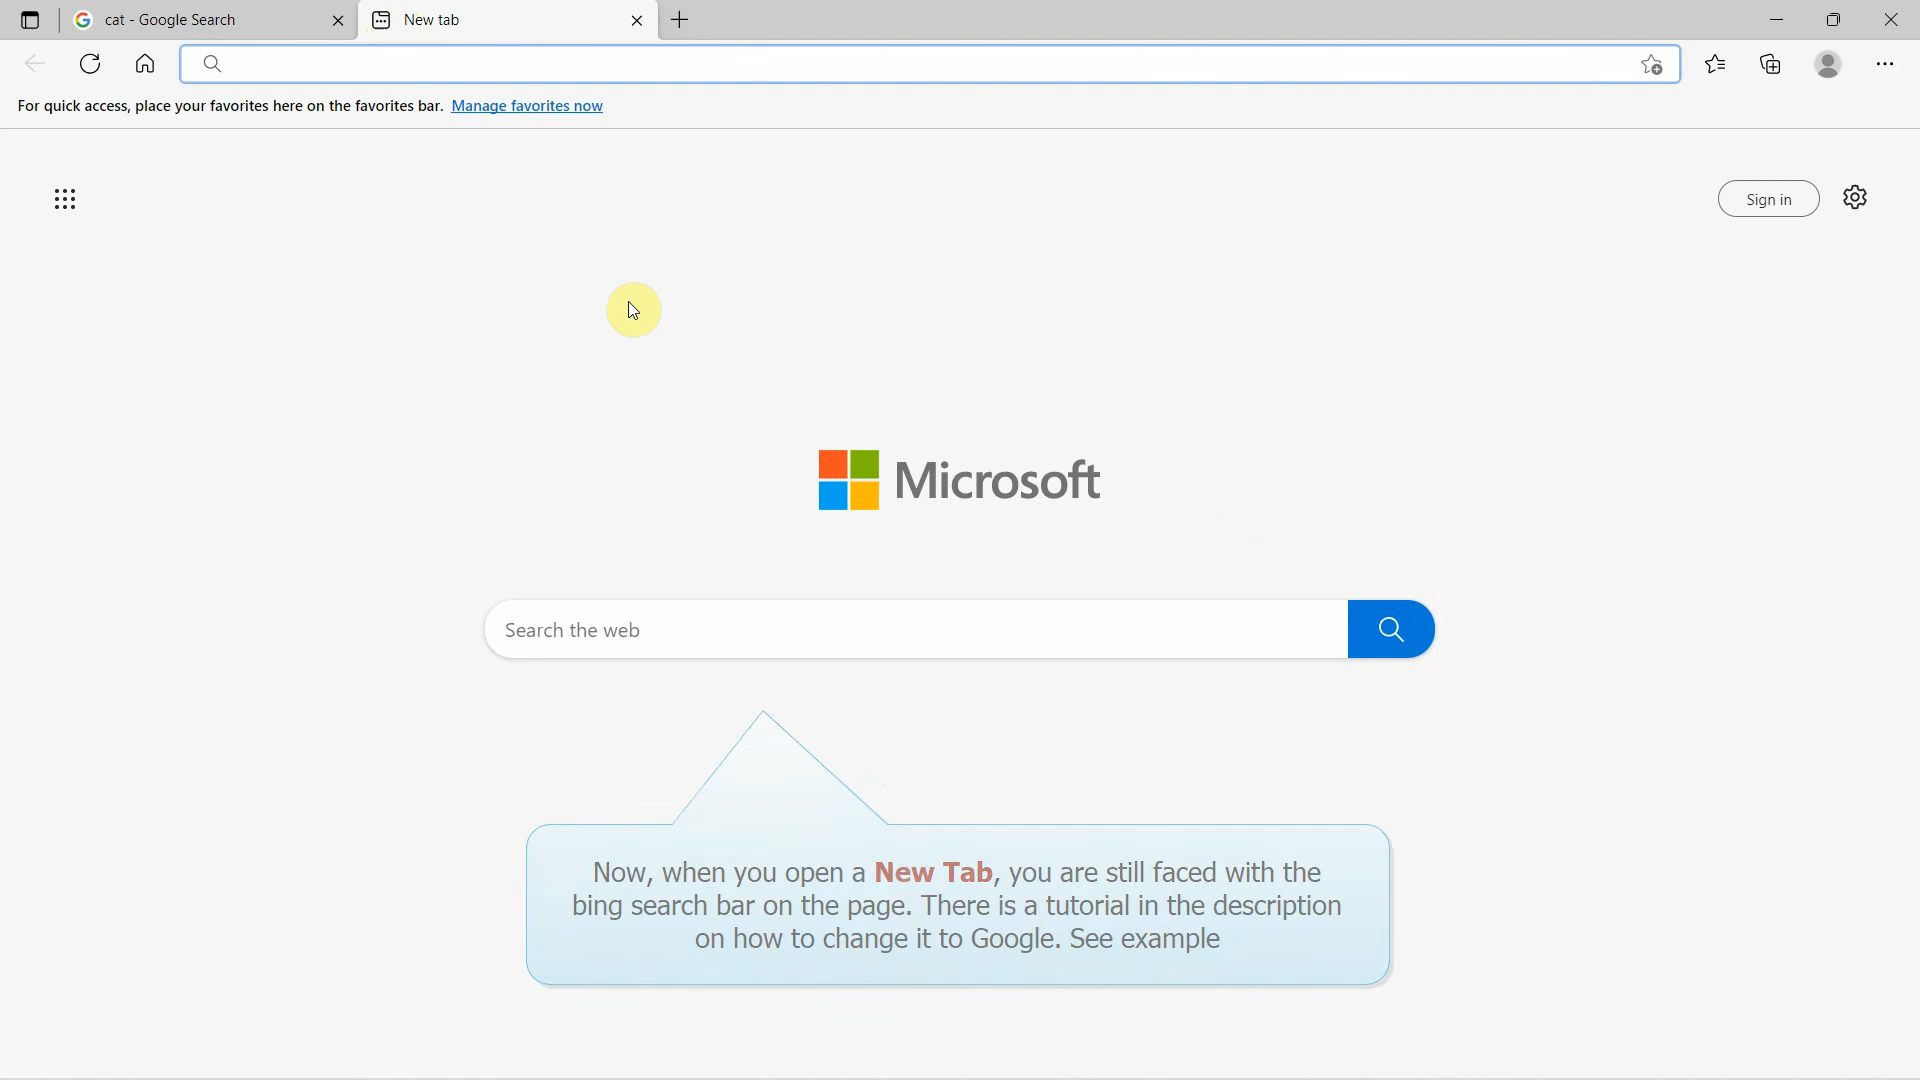 cat - Google Search
New tab
For quick access, place your favorites here on the favorites bar. Manage favorites now
Sign in
Microsoft
Search the web
Now, when you open a New Tab, you are still faced with the
bing search bar on the page. There is a tutorial in the description
on how to change it to Google. See example